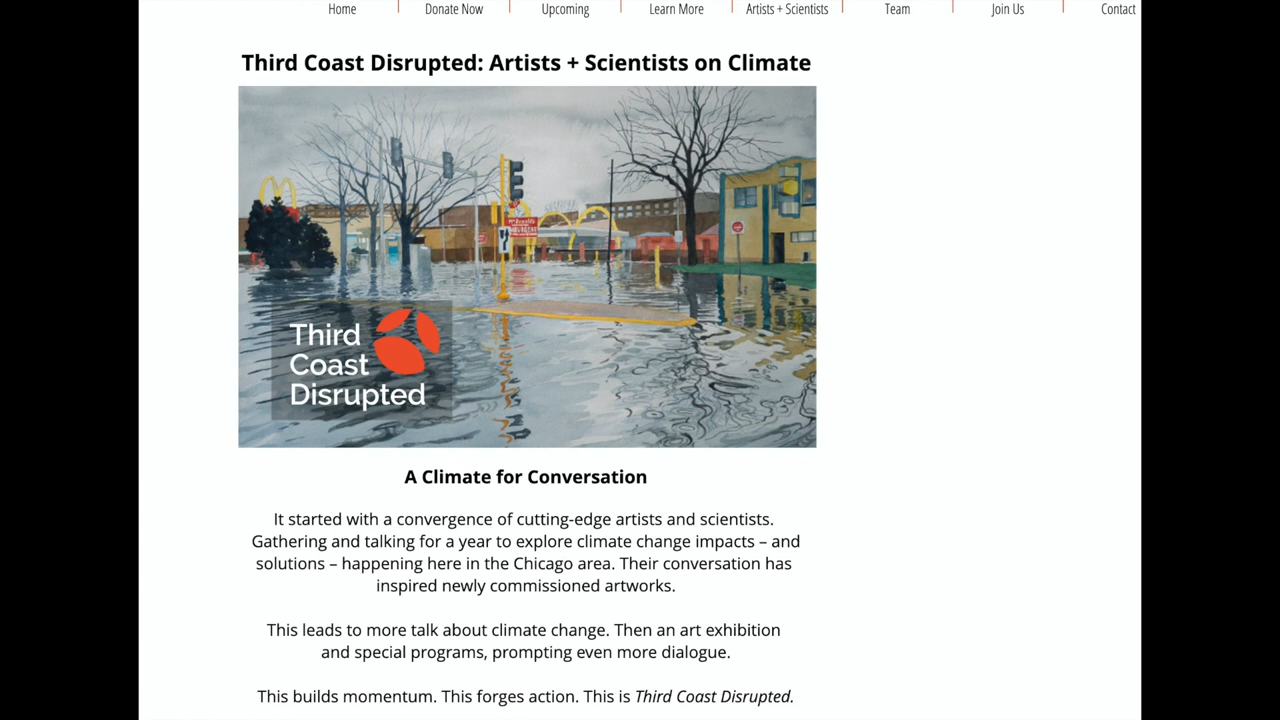 Home Donate Now Upcoming Learn More Artists + Scientists Team Join Us Contact
Third Coast Disrupted: Artists + Scientists on Climate
McDonald's
Third
Coast
Disrupted
A Climate for Conversation
It started with a convergence of cutting-edge artists and scientists.
Gathering and talking for a year to explore climate change impacts – and
solutions – happening here in the Chicago area. Their conversation has
inspired newly commissioned artworks.
This leads to more talk about climate change. Then an art exhibition
and special programs, prompting even more dialogue.
This builds momentum. This forges action. This is Third Coast Disrupted.